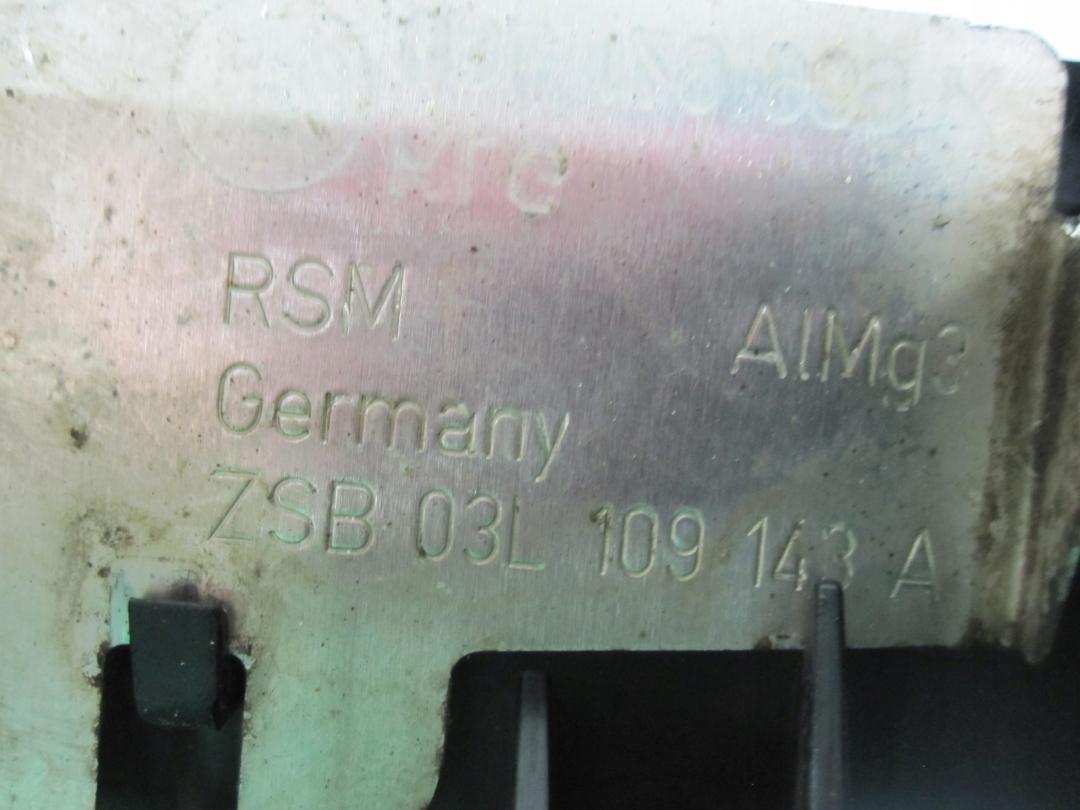 RSM
AlMg3
Germany
ZSB 03L 109 143 A